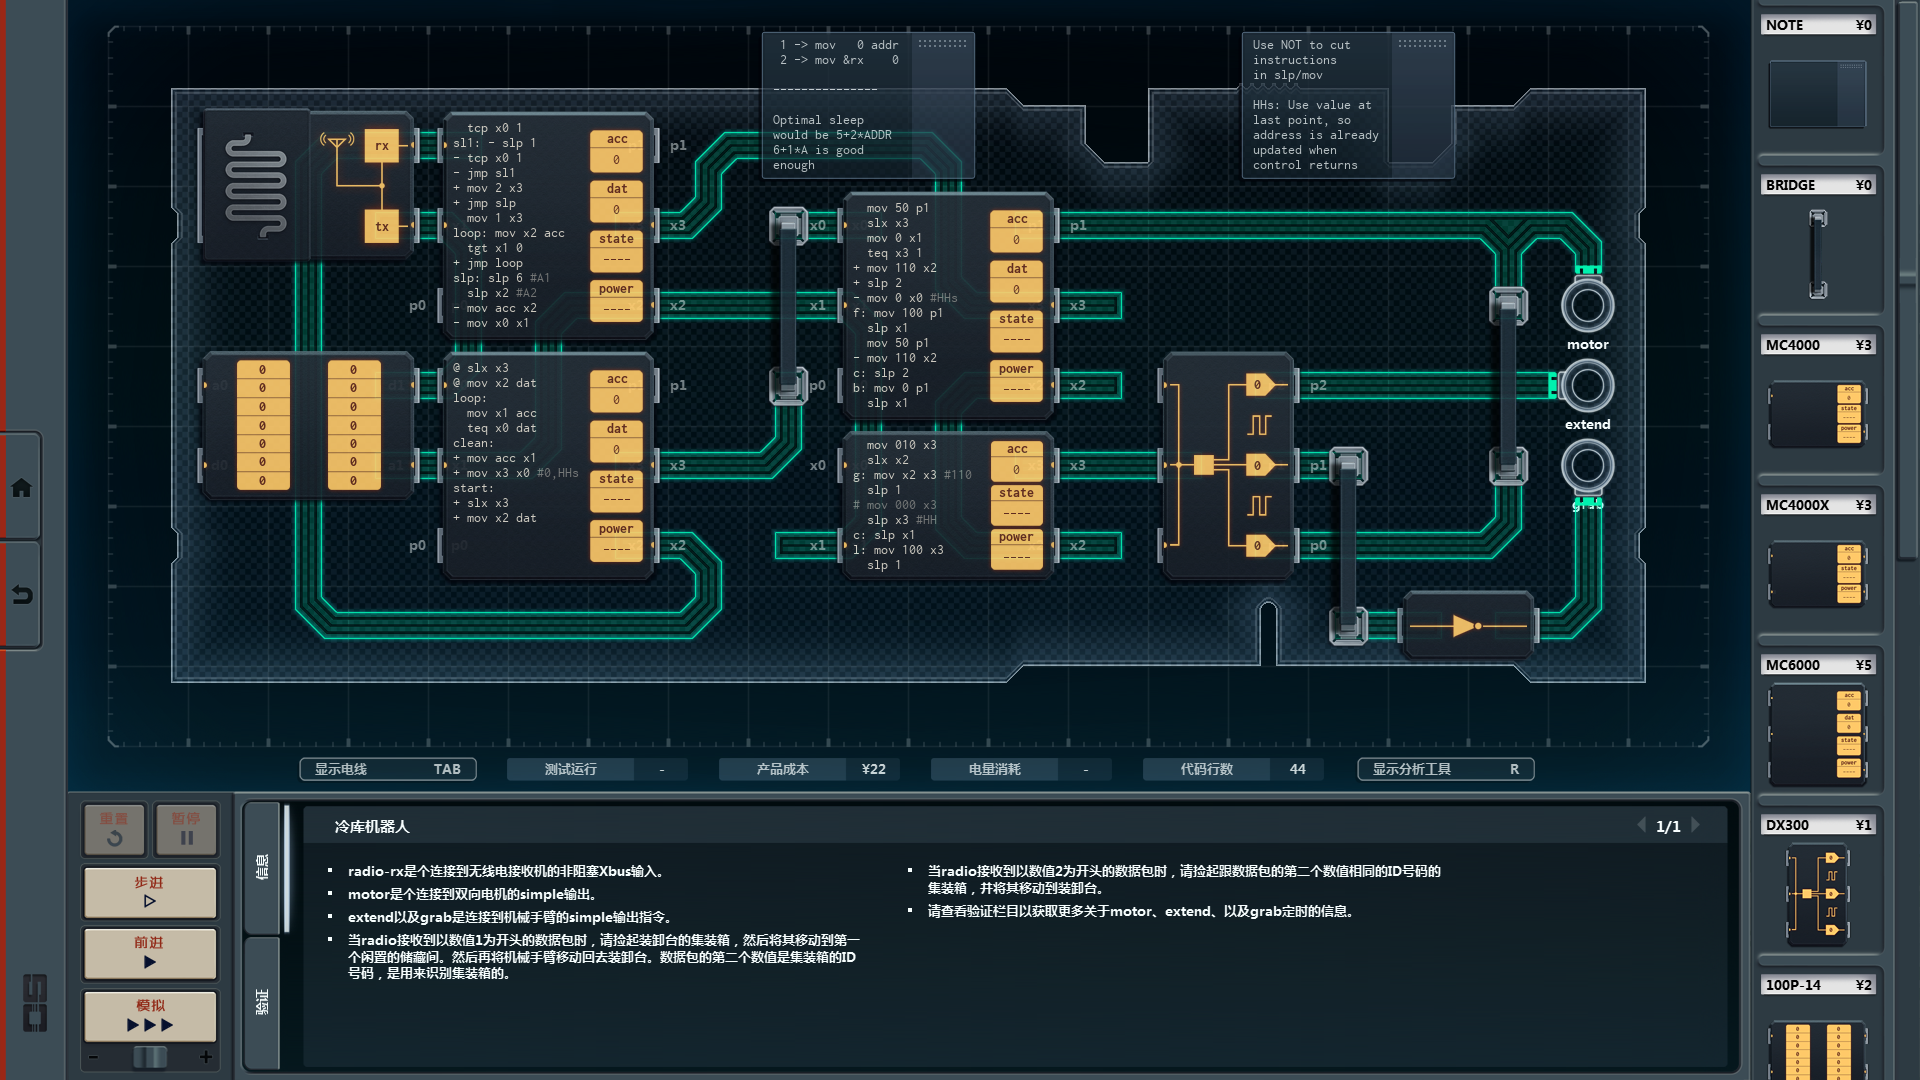 1 -> mov   0 addr
2 -> mov &rx    0
---------------
Optimal sleep
would be 5+2*ADDR
6+1*A is good
enough
Use NOT to cut
instructions
in slp/mov
HHs: Use value at
last point, so
address is already
updated when
control returns
rx
tx
  tcp x0 1
sl1: - slp 1
- tcp x0 1
- jmp sl1
+ mov 2 x3
+ jmp slp
  mov 1 x3
loop: mov x2 acc
  tgt x1 0
+ jmp loop
slp: slp 6 #A1
  slp x2 #A2
- mov acc x2
- mov x0 x1
acc
0
dat
0
state
----
power
----
p1
x3
p0
x2
0 0
0 0
0 0
0 0
0 0
0 0
0 0
@ slx x3
@ mov x2 dat
loop:
  mov x1 acc
  teq x0 dat
clean:
+ mov acc x1
+ mov x3 x0 #0,HHs
start:
+ slx x3
+ mov x2 dat
acc
0
dat
0
state
----
power
----
p1
x3
p0
x2
x0
x1
p0
  mov 50 p1
  slx x3
  mov 0 x1
  teq x3 1
+ mov 110 x2
+ slp 2
- mov 0 x0 #HHs
f: mov 100 p1
  slp x1
  mov 50 p1
- mov 110 x2
c: slp 2
b: mov 0 p1
  slp x1
acc
0
dat
0
state
----
power
----
p1
x3
x2
x0
x1
  mov 010 x3
  slx x2
g: mov x2 x3 #110
  slp 1
# mov 000 x3
  slp x3 #HH
c: slp x1
l: mov 100 x3
  slp 1
acc
0
state
----
power
----
x3
x2
0
0
0
p2
p1
p0
motor
extend
grab
显示电线 TAB
测试运行 -
产品成本 ¥22
电量消耗 -
代码行数 44
显示分析工具 R
重置
暂停
步进
前进
模拟
- +
信息
验证
冷库机器人
1/1
▪ radio-rx是个连接到无线电接收机的非阻塞Xbus输入。
▪ motor是个连接到双向电机的simple输出。
▪ extend以及grab是连接到机械手臂的simple输出指令。
▪ 当radio接收到以数值1为开头的数据包时，请捡起装卸台的集装箱，然后将其移动到第一
个闲置的储藏间。然后再将机械手臂移动回去装卸台。数据包的第二个数值是集装箱的ID
号码，是用来识别集装箱的。
▪ 当radio接收到以数值2为开头的数据包时，请捡起跟数据包的第二个数值相同的ID号码的
集装箱，并将其移动到装卸台。
▪ 请查看验证栏目以获取更多关于motor、extend、以及grab定时的信息。
NOTE ¥0
BRIDGE ¥0
MC4000 ¥3
acc
0
state
----
power
----
MC4000X ¥3
acc
0
state
----
power
----
MC6000 ¥5
acc
0
dat
0
state
----
power
----
DX300 ¥1
0
0
0
100P-14 ¥2
0 0
0 0
0 0
0 0
0 0